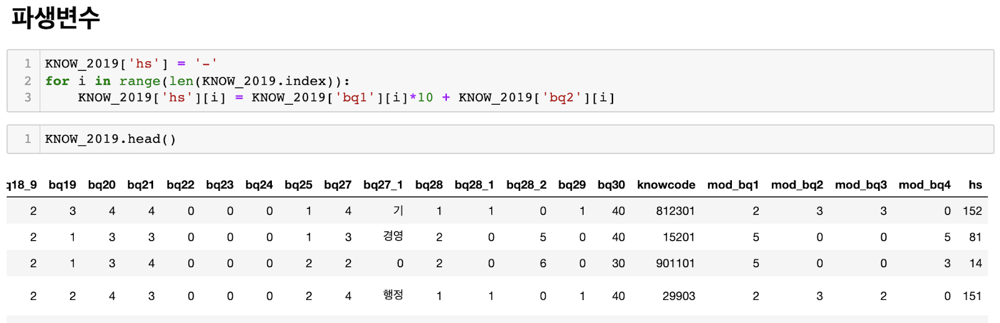 파생변수
1 KNOW_2019['hs'] = '-'
2 for i in range(len(KNOW_2019.index)):
3 KNOW_2019['hs'][i] = KNOW_2019['bq1'][i]*10 + KNOW_2019['bq2'][i]
1 KNOW_2019.head()
q18_9 bq19 bq20 bq21 bq22 bq23 bq24 bq25 bq27 bq27_1 bq28 bq28_1 bq28_2 bq29 bq30 knowcode mod_bq1 mod_bq2 mod_bq3 mod_bq4 hs
2 3 4 4 0 0 0 1 4 기 1 1 0 1 40 812301 2 3 3 0 152
2 1 3 3 0 0 0 1 3 경영 2 0 5 0 40 15201 5 0 0 5 81
2 1 3 4 0 0 0 2 2 0 2 0 6 0 30 901101 5 0 0 3 14
2 2 4 3 0 0 0 2 4 행정 1 1 0 1 40 29903 2 3 2 0 151